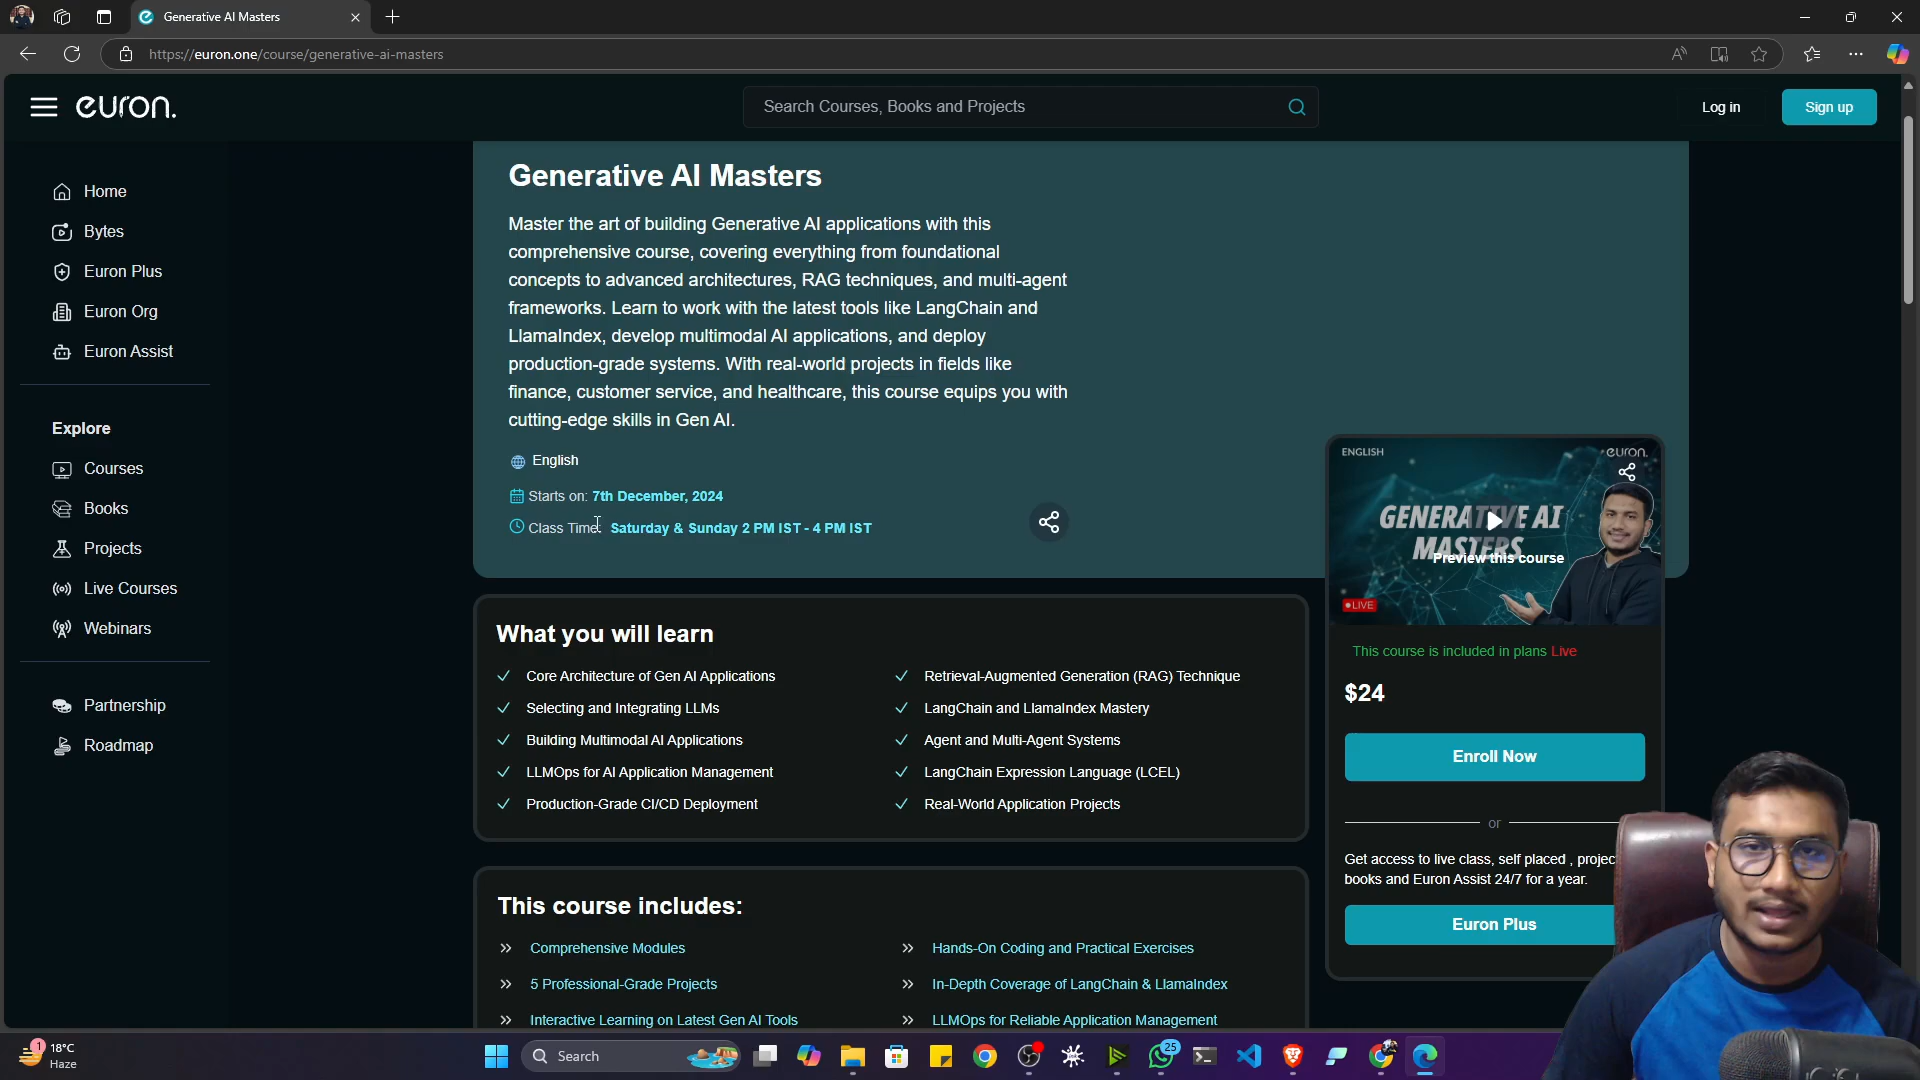 Generative AI Masters
https://euron.one/course/generative-ai-masters
euron.
Search Courses, Books and Projects
Log in
Sign up
Home
Bytes
Euron Plus
Euron Org
Euron Assist
Explore
Courses
Books
Projects
Live Courses
Webinars
Partnership
Roadmap
Generative AI Masters
Master the art of building Generative AI applications with this
comprehensive course, covering everything from foundational
concepts to advanced architectures, RAG techniques, and multi-agent
frameworks. Learn to work with the latest tools like LangChain and
LlamaIndex, develop multimodal AI applications, and deploy
production-grade systems. With real-world projects in fields like
finance, customer service, and healthcare, this course equips you with
cutting-edge skills in Gen AI.
English
Starts on: 7th December, 2024
Class Time: Saturday & Sunday 2 PM IST - 4 PM IST
ENGLISH
euron.
GENERATIVE AI
MASTERS
Preview this course
LIVE
This course is included in plans Live
$24
Enroll Now
or
Get access to live class, self placed , projec
books and Euron Assist 24/7 for a year.
Euron Plus
What you will learn
Core Architecture of Gen AI Applications
Retrieval-Augmented Generation (RAG) Technique
Selecting and Integrating LLMs
LangChain and LlamaIndex Mastery
Building Multimodal AI Applications
Agent and Multi-Agent Systems
LLMOps for AI Application Management
LangChain Expression Language (LCEL)
Production-Grade CI/CD Deployment
Real-World Application Projects
This course includes:
Comprehensive Modules
Hands-On Coding and Practical Exercises
5 Professional-Grade Projects
In-Depth Coverage of LangChain & LlamaIndex
Interactive Learning on Latest Gen AI Tools
LLMOps for Reliable Application Management
1
18°C
Haze
Search
25